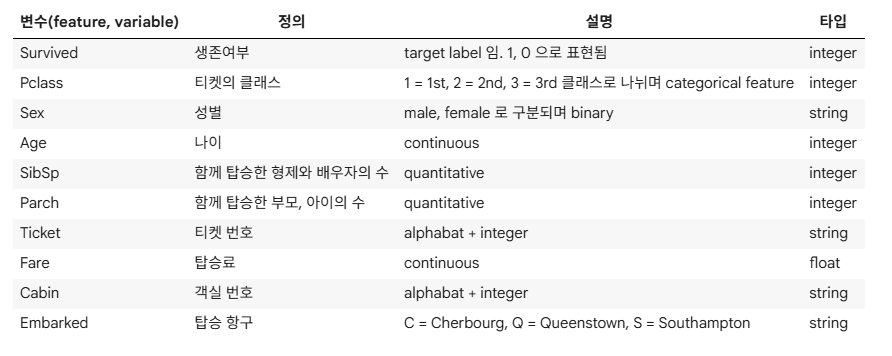 변수(feature, variable) 정의 설명 타입
Survived 생존여부 target label 임. 1, 0 으로 표현됨 integer
Pclass 티켓의 클래스 1 = 1st, 2 = 2nd, 3 = 3rd 클래스로 나뉘며 categorical feature integer
Sex 성별 male, female 로 구분되며 binary string
Age 나이 continuous integer
SibSp 함께 탑승한 형제와 배우자의 수 quantitative integer
Parch 함께 탑승한 부모, 아이의 수 quantitative integer
Ticket 티켓 번호 alphabat + integer string
Fare 탑승료 continuous float
Cabin 객실 번호 alphabat + integer string
Embarked 탑승 항구 C = Cherbourg, Q = Queenstown, S = Southampton string